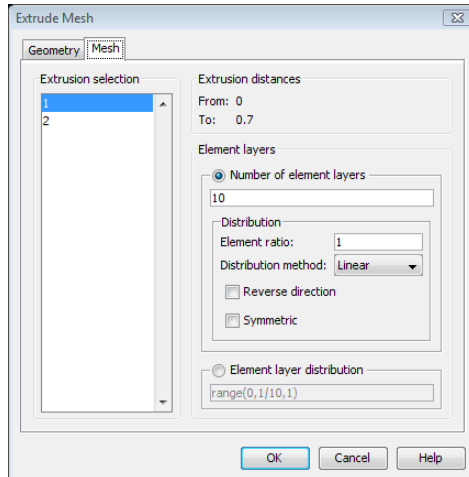 Extrude Mesh
Geometry Mesh
Extrusion selection
1
2
Extrusion distances
From: 0
To: 0.7
Element layers
Number of element layers
10
Distribution
Element ratio: 1
Distribution method: Linear
Reverse direction
Symmetric
Element layer distribution
range(0,1/10,1)
OK Cancel Help